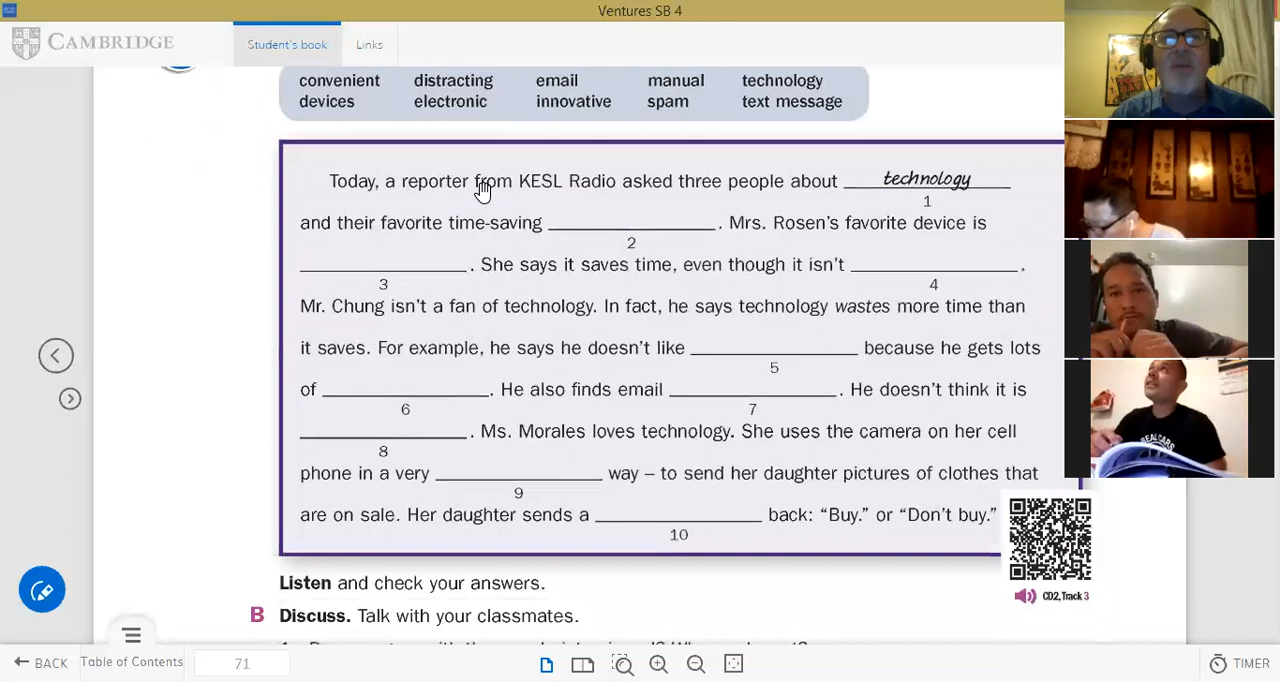 Ventures SB 4
CAMBRIDGE
Student's book
Links
convenient distracting email manual technology
devices electronic innovative spam text message
Today, a reporter from KESL Radio asked three people about technology
1
and their favorite time-saving . Mrs. Rosen's favorite device is
2
. She says it saves time, even though it isn't .
3 4
Mr. Chung isn't a fan of technology. In fact, he says technology wastes more time than
it saves. For example, he says he doesn't like because he gets lots
5
of . He also finds email . He doesn't think it is
6 7
. Ms. Morales loves technology. She uses the camera on her cell
8
phone in a very way – to send her daughter pictures of clothes that
9
are on sale. Her daughter sends a back: "Buy." or "Don't buy."
10
CD2, Track 3
Listen and check your answers.
B Discuss. Talk with your classmates.
BACK
Table of Contents
71
TIMER